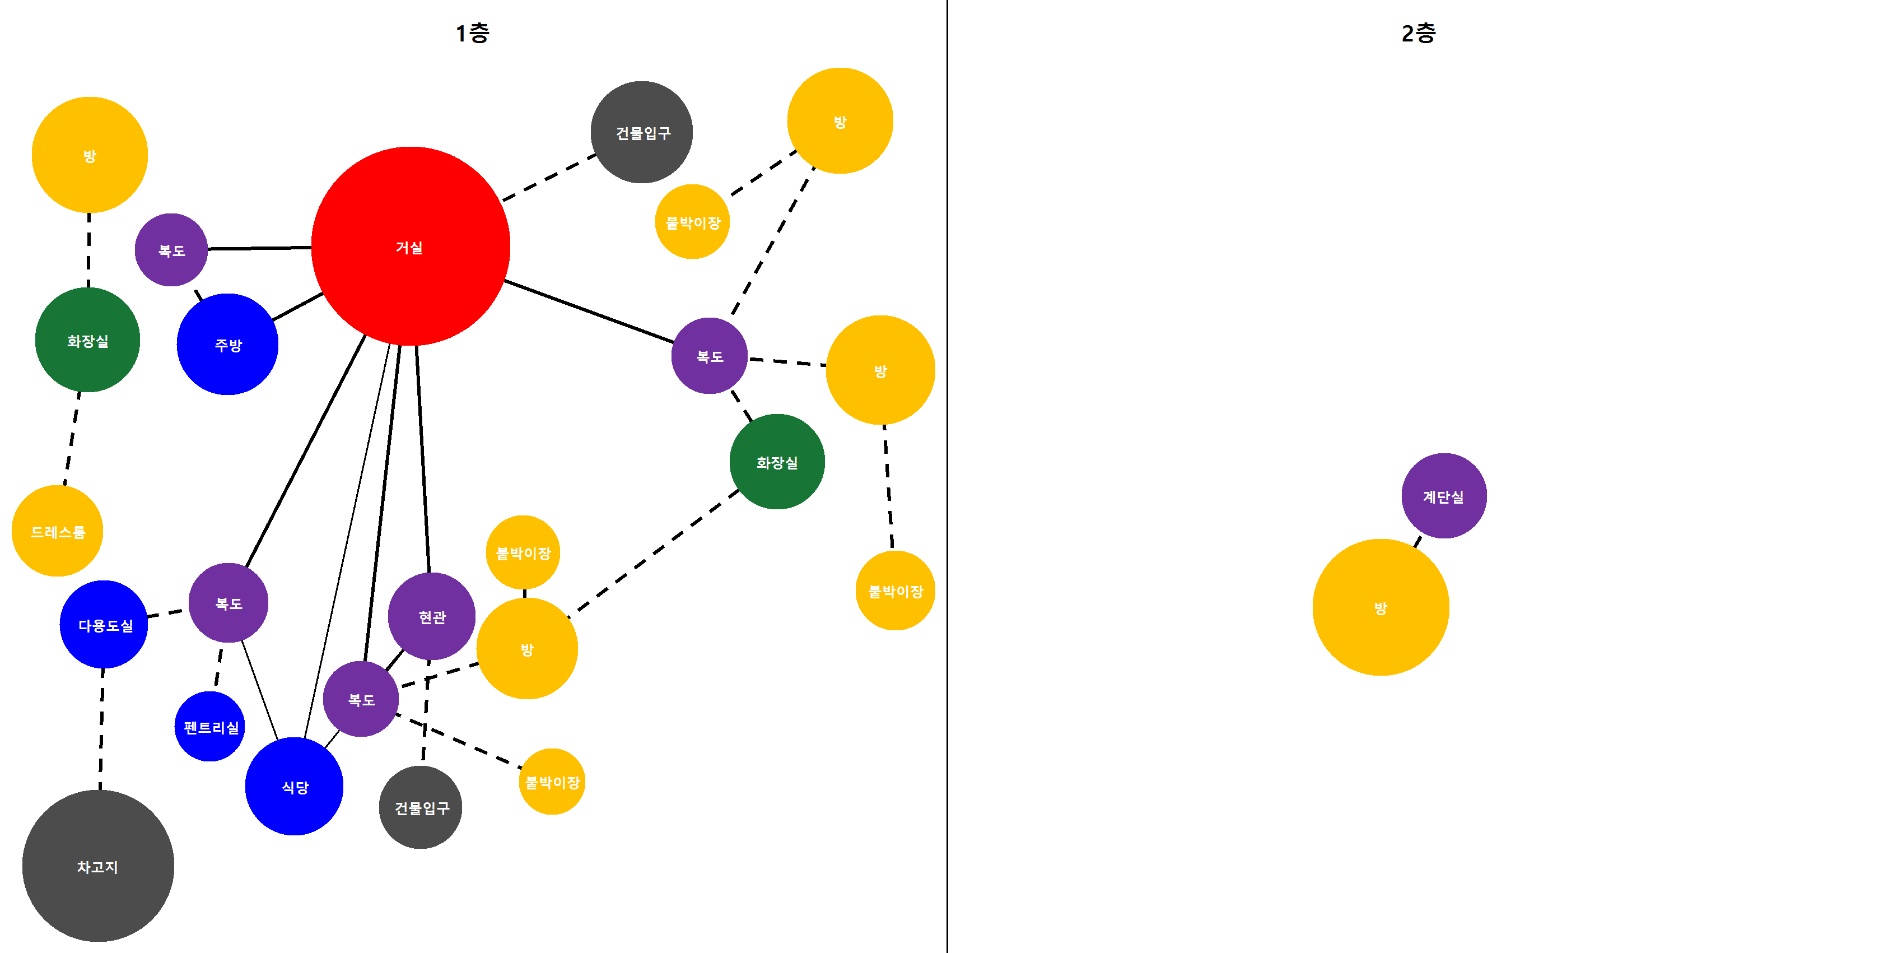 1층
2층
건물입구
방
방
붙박이장
복도
거실
화장실
주방
복도
방
화장실
드레스룸
붙박이장
계단실
붙박이장
다용도실
복도
현관
방
방
복도
펜트리실
식당
붙박이장
건물입구
차고지